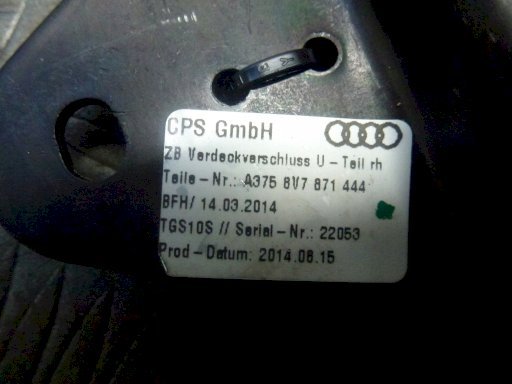 CPS GmbH
ZB Verdeckverschluss U - Teil rh
Teile - Nr.: A375 8V7 871 444
BFH/ 14.03.2014
TGS10S // Serial - Nr.: 22053
Prod - Datum: 2014.08.15